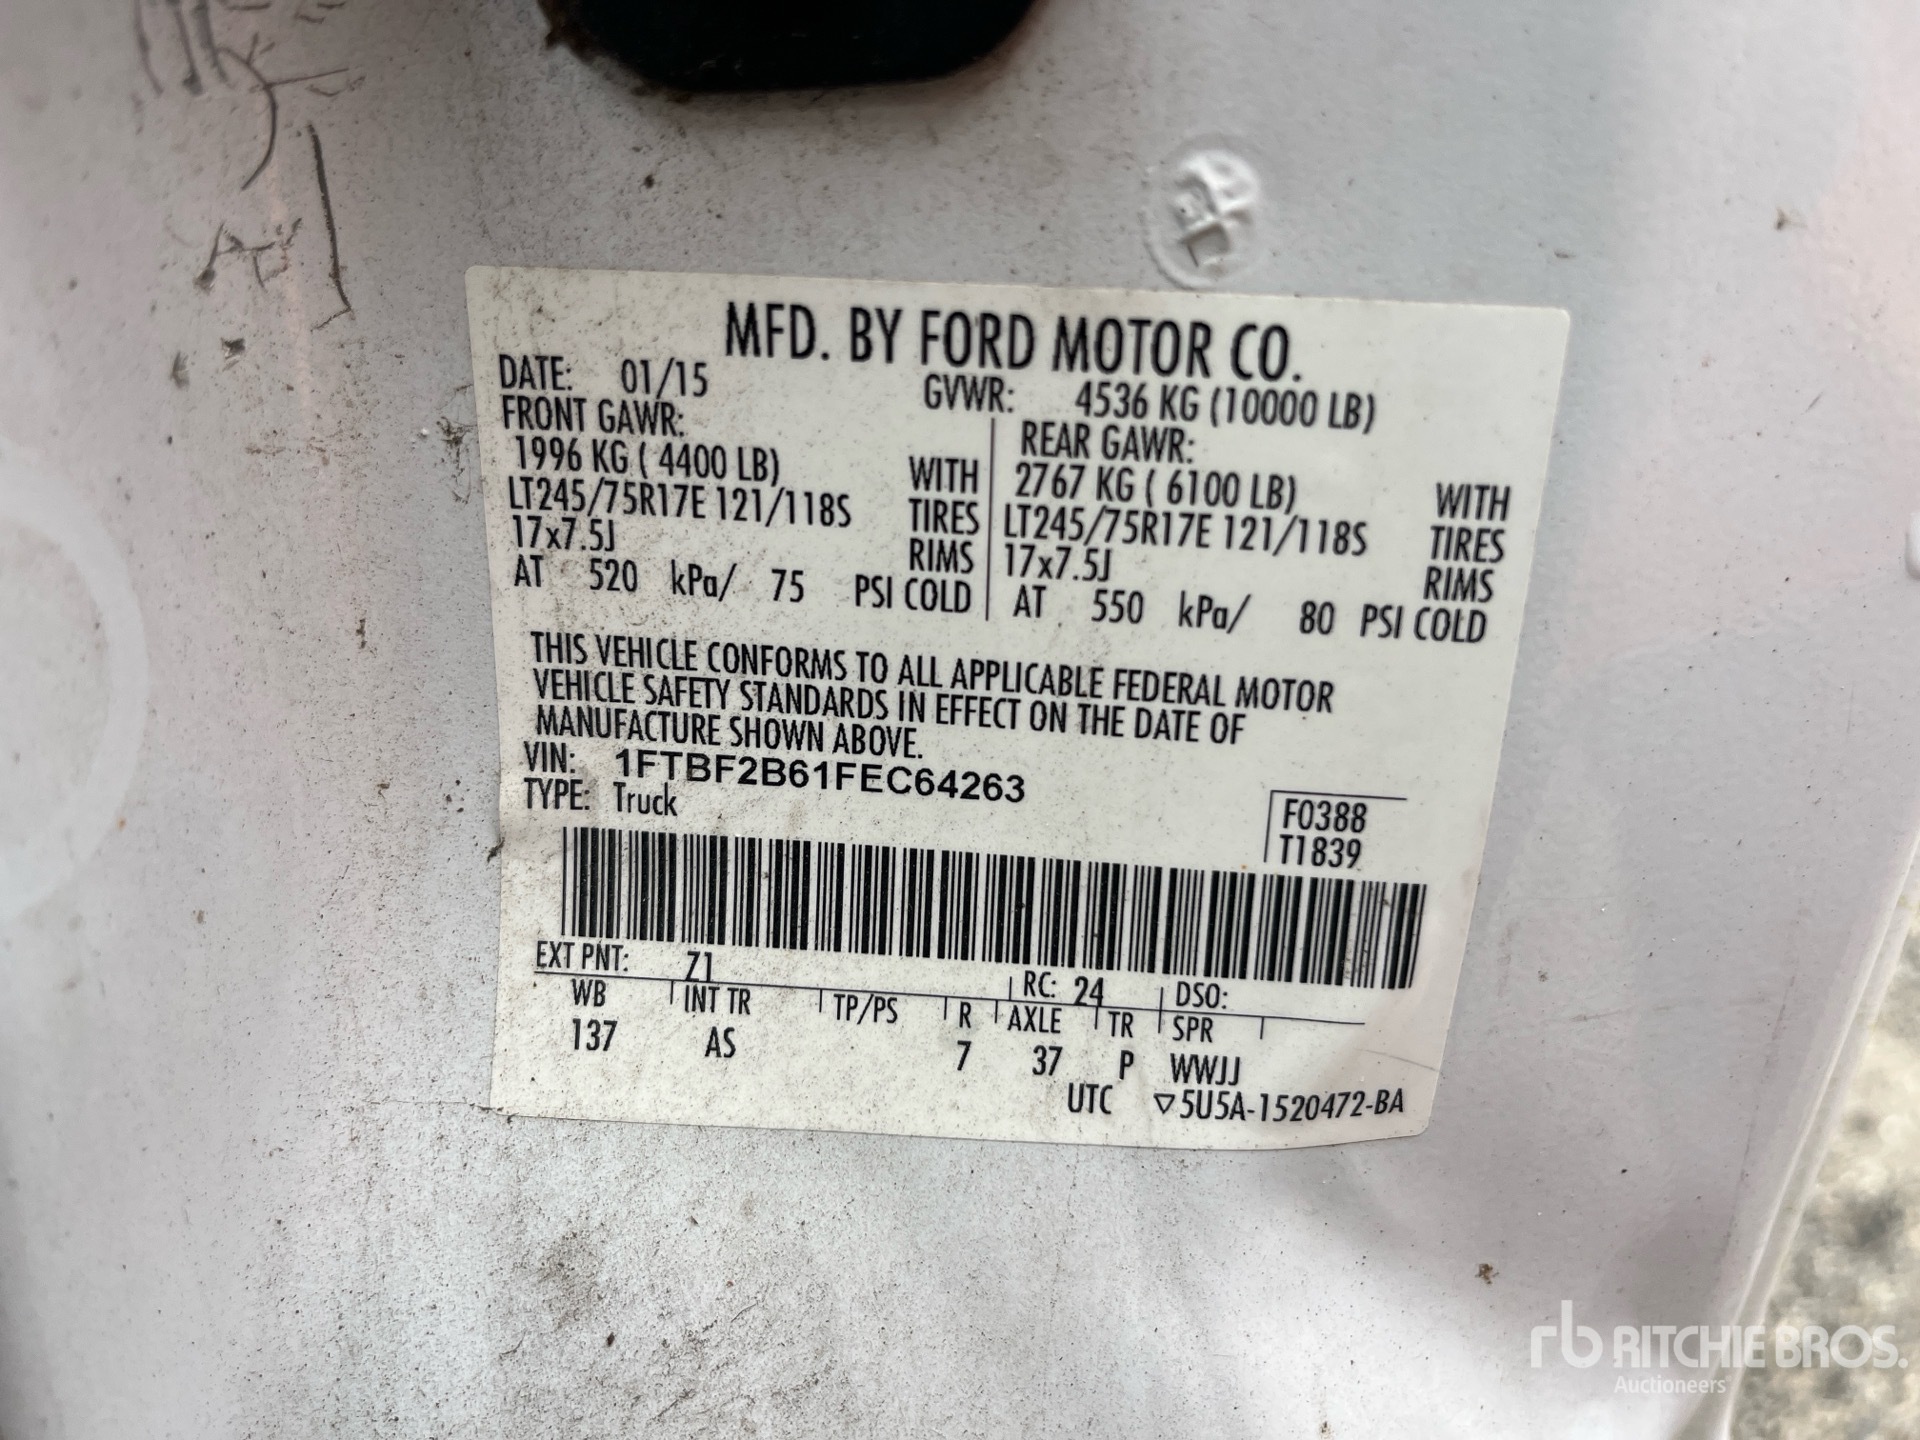 MFD. BY FORD MOTOR CO.
DATE: 01/15 GVWR: 4536 KG (10000 LB)
FRONT GAWR: REAR GAWR:
1996 KG ( 4400 LB) WITH 2767 KG ( 6100 LB) WITH
LT245/75R17E 121/118S TIRES LT245/75R17E 121/118S TIRES
17x7.5J RIMS 17x7.5J RIMS
AT 520 kPa/ 75 PSI COLD AT 550 kPa/ 80 PSI COLD
THIS VEHICLE CONFORMS TO ALL APPLICABLE FEDERAL MOTOR
VEHICLE SAFETY STANDARDS IN EFFECT ON THE DATE OF
MANUFACTURE SHOWN ABOVE.
VIN: 1FTBF2B61FEC64263
TYPE: Truck
F0388
T1839
EXT PNT: Z1 RC: 24 DSO:
WB INT TR TP/PS R AXLE TR SPR
137 AS 7 37 P WWJJ
UTC ▽5U5A-1520472-BA
rb RITCHIE BROS.
Auctioneers